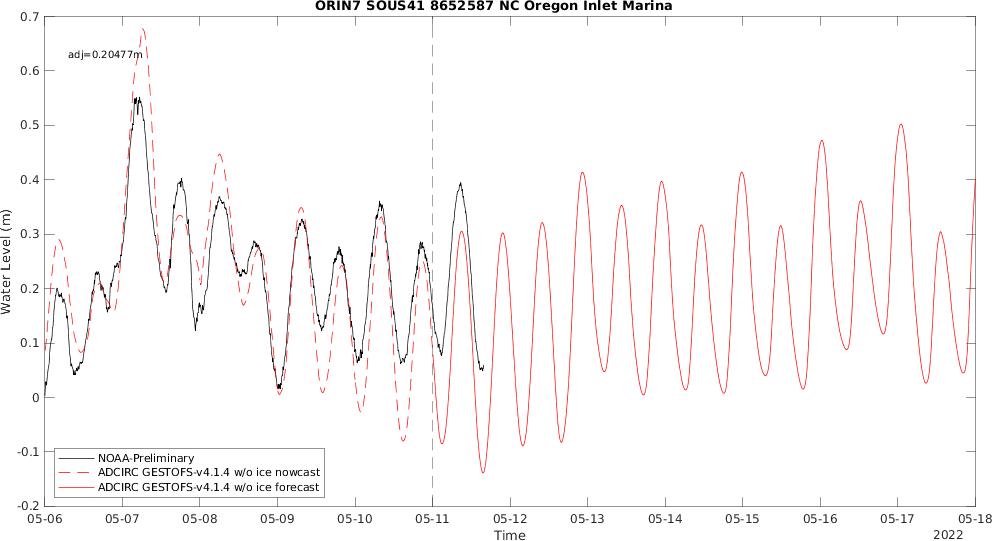 ORIN7 SOUS41 8652587 NC Oregon Inlet Marina
0.7
adj=0.20477m
0.6
0.5
0.4
0.3
0.2
0.1
0
-0.1
-0.2
Water Level (m)
NOAA-Preliminary
ADCIRC GESTOFS-v4.1.4 w/o ice nowcast
ADCIRC GESTOFS-v4.1.4 w/o ice forecast
05-06 05-07 05-08 05-09 05-10 05-11 05-12 05-13 05-14 05-15 05-16 05-17 05-18
Time
2022